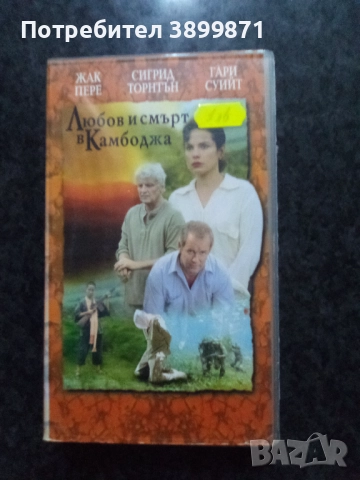 Потребител 3899871
ЖАК ПЕРЕ
СИГРИД ТОРНТЪН
ГАРИ СУИЙТ
Любов и смърт
в Камбоджа
BAZAR